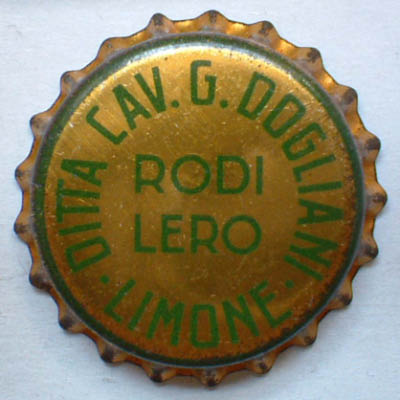 DITTA CAV. G. DOGLIANI
RODI
LERO
· LIMONE ·